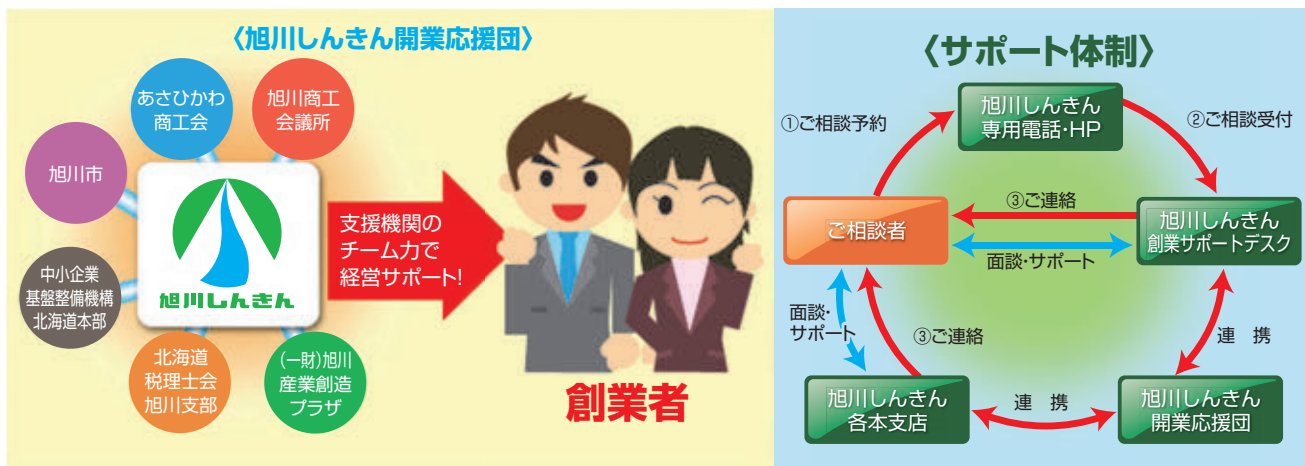 〈旭川しんきん開業応援団〉
あさひかわ
商工会
旭川商工
会議所
旭川市
中小企業
基盤整備機構
北海道本部
旭川しんきん
北海道
税理士会
旭川支部
(一財)旭川
産業創造
プラザ
支援機関の
チーム力で
経営サポート!
創業者
〈サポート体制〉
①ご相談予約
旭川しんきん
専用電話・HP
②ご相談受付
ご相談者
③ご連絡
面談・サポート
旭川しんきん
創業サポートデスク
面談・
サポート
③ご連絡
連 携
旭川しんきん
各本支店
連 携
旭川しんきん
開業応援団